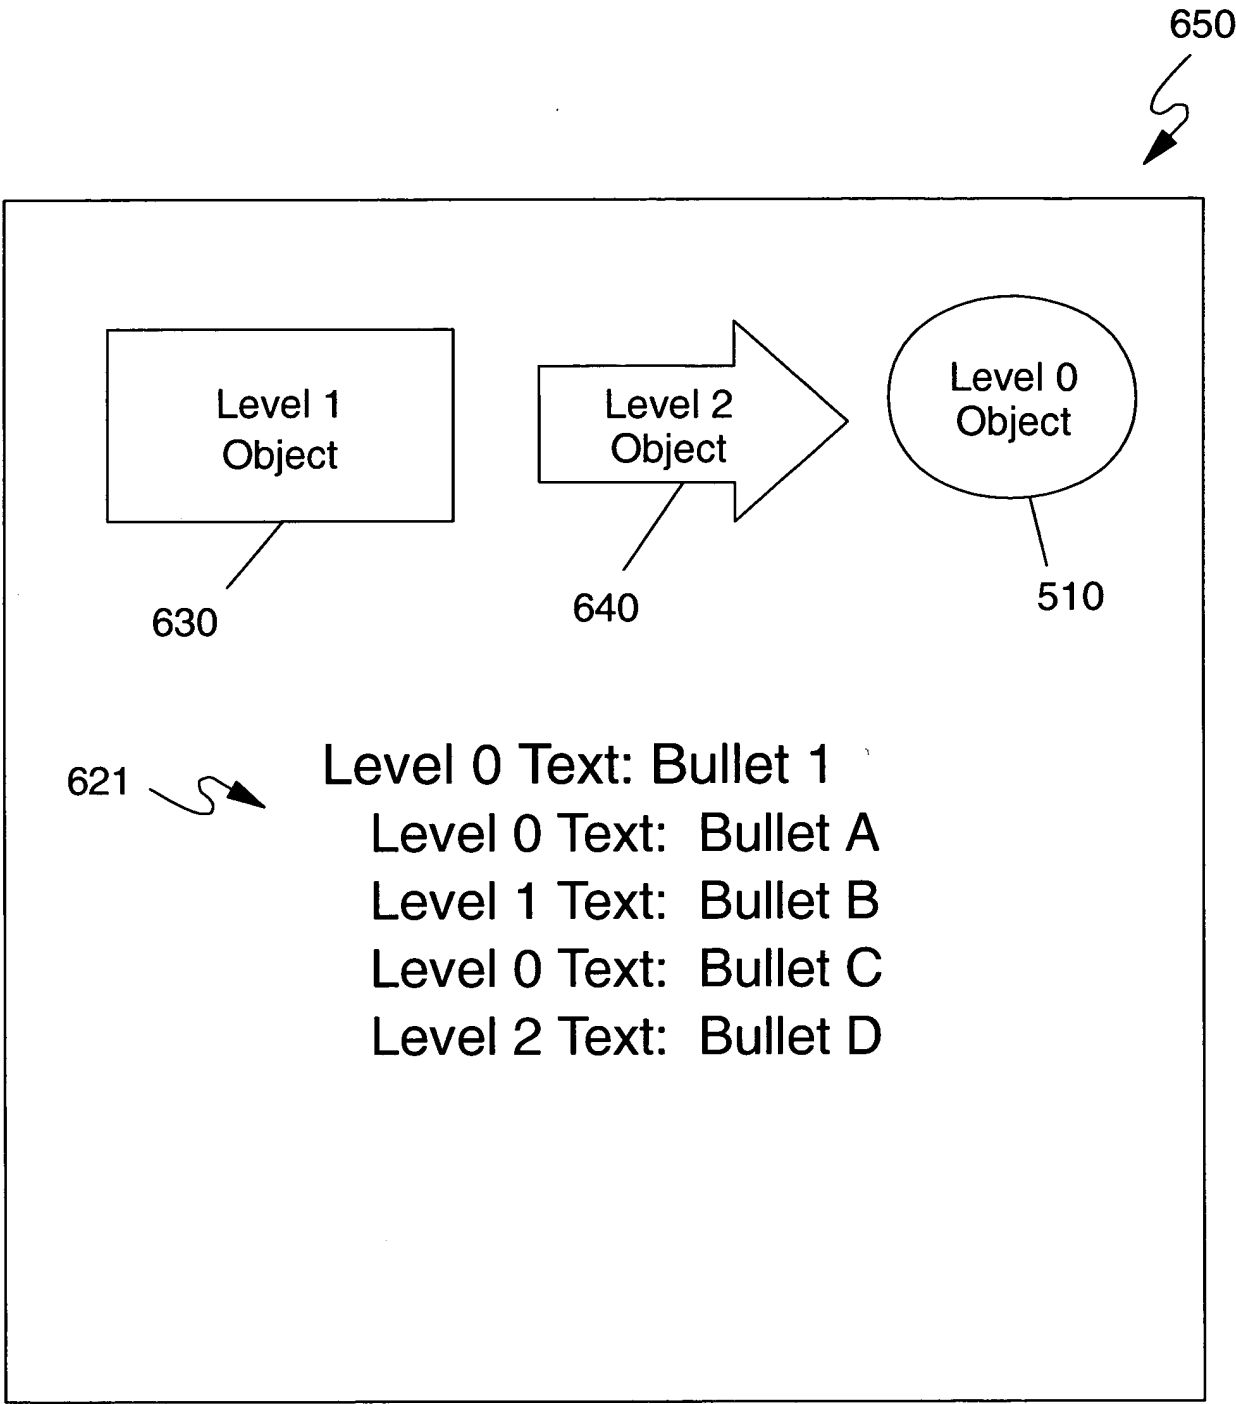 650
Level 1
Object
Level 2
Object
Level 0
Object
630
640
510
621
Level 0 Text: Bullet 1
Level 0 Text: Bullet A
Level 1 Text: Bullet B
Level 0 Text: Bullet C
Level 2 Text: Bullet D